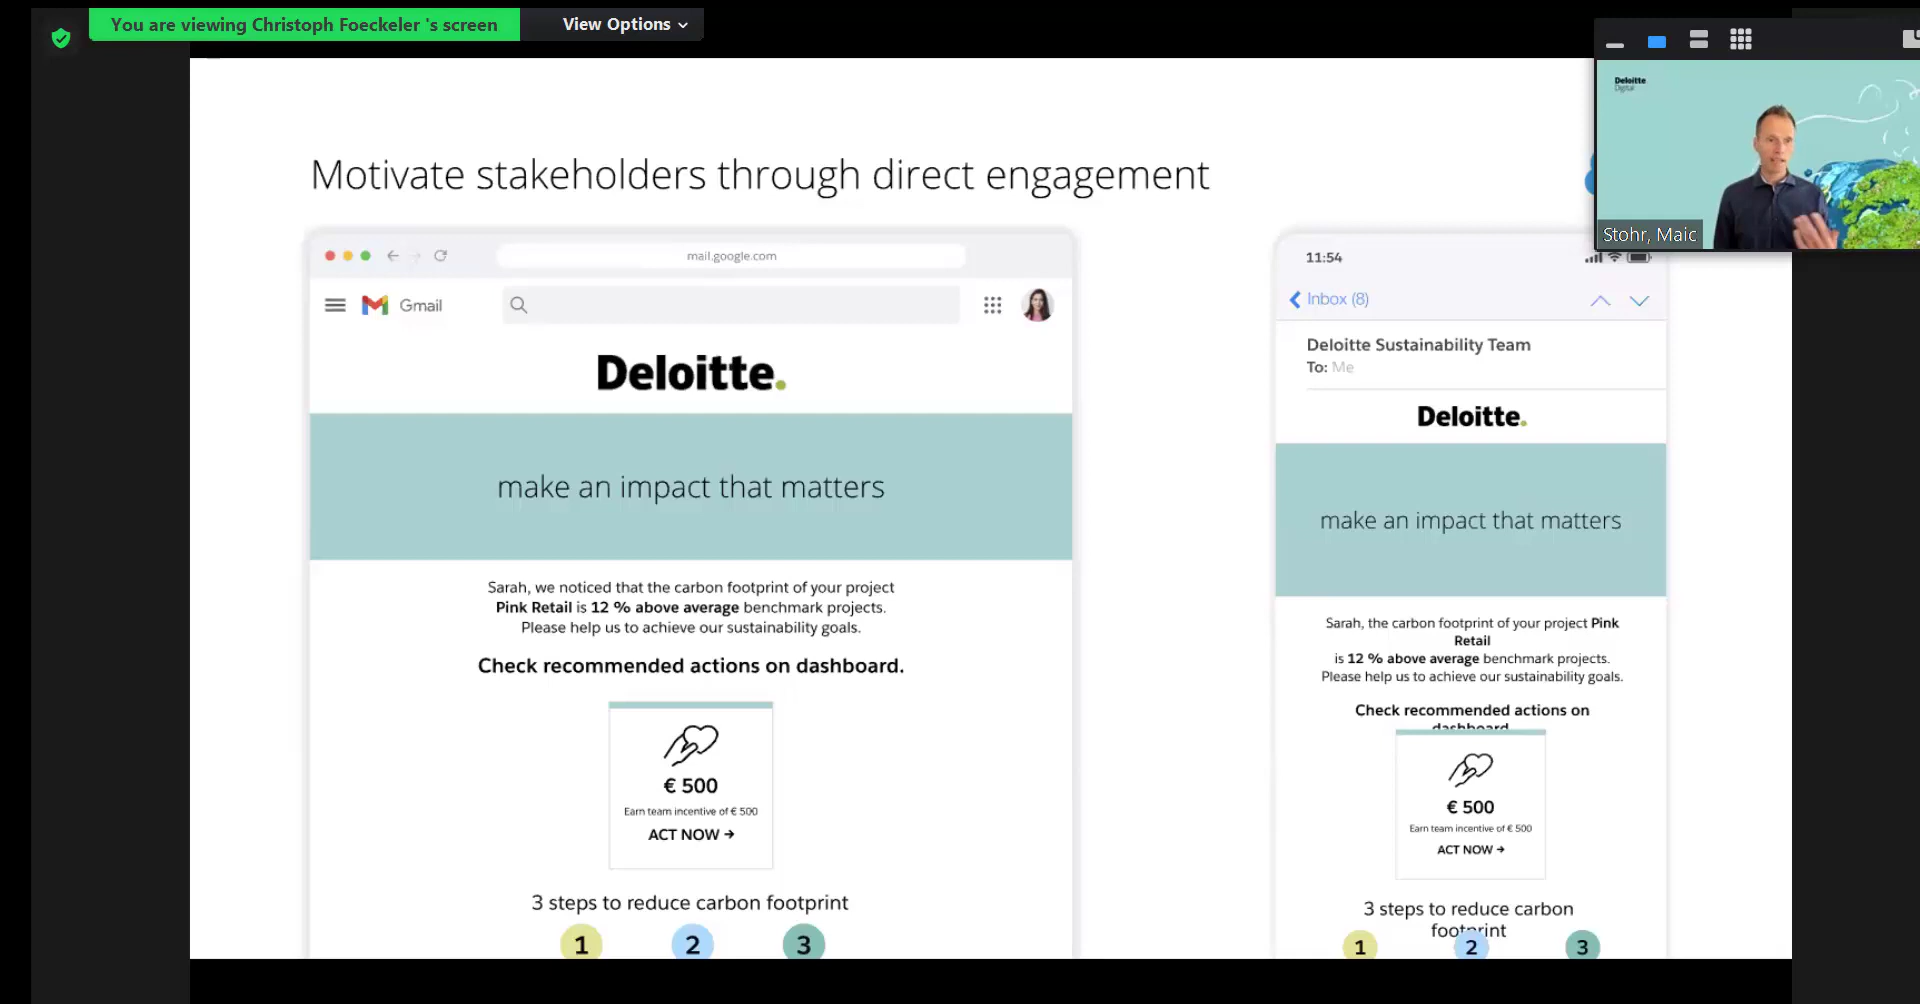 You are viewing Christoph Foeckeler 's screen
View Options
Deloitte
Digital
Stohr, Maic
Motivate stakeholders through direct engagement
mail.google.com
Gmail
Deloitte.
make an impact that matters
Sarah, we noticed that the carbon footprint of your project
Pink Retail is 12 % above average benchmark projects.
Please help us to achieve our sustainability goals.
Check recommended actions on dashboard.
€ 500
Earn team incentive of € 500
ACT NOW →
3 steps to reduce carbon footprint
1 2 3
11:54
Inbox (8)
Deloitte Sustainability Team
To: Me
Deloitte.
make an impact that matters
Sarah, the carbon footprint of your project Pink
Retail
is 12 % above average benchmark projects.
Please help us to achieve our sustainability goals.
Check recommended actions on
dashboard
€ 500
Earn team incentive of € 500
ACT NOW →
3 steps to reduce carbon
footprint
1 2 3